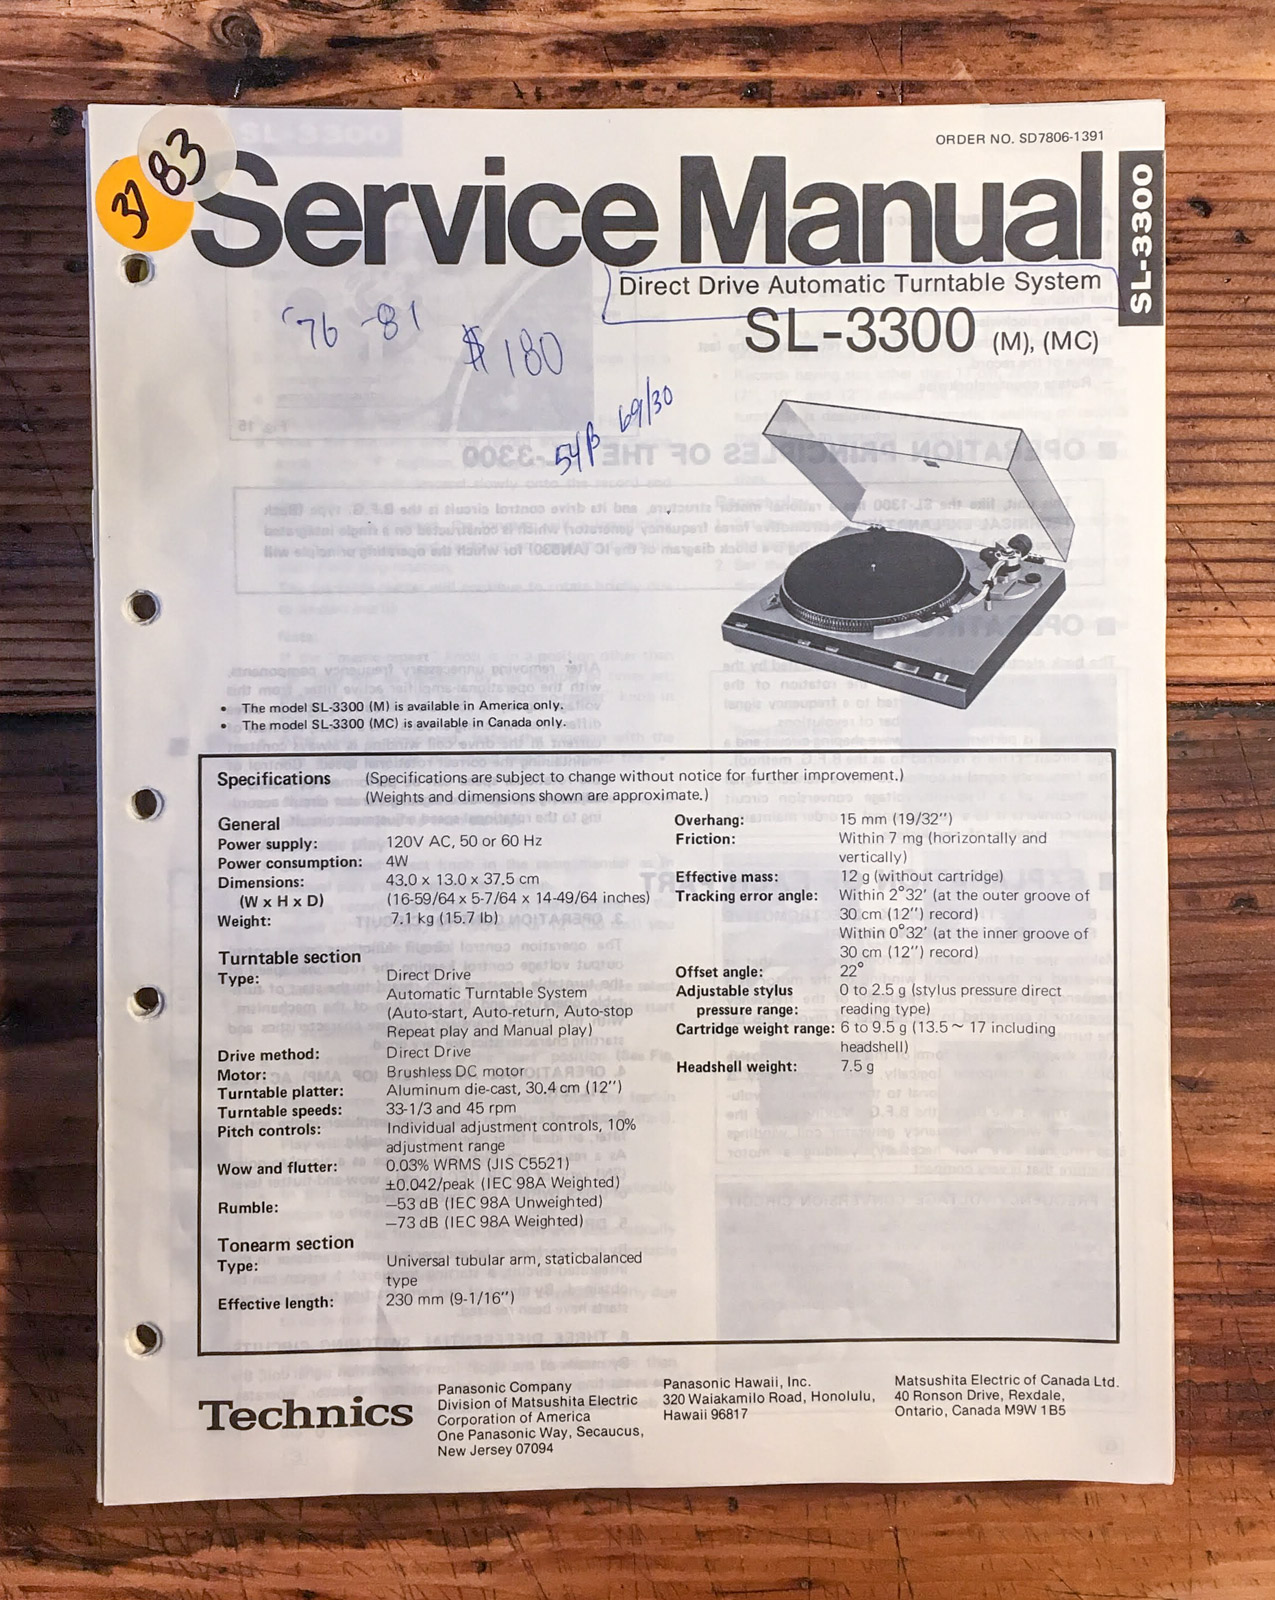 ORDER NO. SD7806-1391
83
37
Service Manual
SL-3300
Direct Drive Automatic Turntable System
SL-3300 (M), (MC)
'76 -81
$180
54β 69/30
• The model SL-3300 (M) is available in America only.
• The model SL-3300 (MC) is available in Canada only.
Specifications (Specifications are subject to change without notice for further improvement.)
(Weights and dimensions shown are approximate.)
General
Power supply: 120V AC, 50 or 60 Hz
Power consumption: 4W
Dimensions: 43.0 x 13.0 x 37.5 cm
(W x H x D) (16-59/64 x 5-7/64 x 14-49/64 inches)
Weight: 7.1 kg (15.7 lb)
Turntable section
Type: Direct Drive
Automatic Turntable System
(Auto-start, Auto-return, Auto-stop
Repeat play and Manual play)
Drive method: Direct Drive
Motor: Brushless DC motor
Turntable platter: Aluminum die-cast, 30.4 cm (12'')
Turntable speeds: 33-1/3 and 45 rpm
Pitch controls: Individual adjustment controls, 10%
adjustment range
Wow and flutter: 0.03% WRMS (JIS C5521)
±0.042/peak (IEC 98A Weighted)
Rumble: −53 dB (IEC 98A Unweighted)
−73 dB (IEC 98A Weighted)
Tonearm section
Type: Universal tubular arm, staticbalanced
type
Effective length: 230 mm (9-1/16'')
Overhang: 15 mm (19/32'')
Friction: Within 7 mg (horizontally and
vertically)
Effective mass: 12 g (without cartridge)
Tracking error angle: Within 2°32' (at the outer groove of
30 cm (12'') record)
Within 0°32' (at the inner groove of
30 cm (12'') record)
Offset angle: 22°
Adjustable stylus 0 to 2.5 g (stylus pressure direct
pressure range: reading type)
Cartridge weight range: 6 to 9.5 g (13.5 ~ 17 including
headshell)
Headshell weight: 7.5 g
Technics
Panasonic Company
Division of Matsushita Electric
Corporation of America
One Panasonic Way, Secaucus,
New Jersey 07094
Panasonic Hawaii, Inc.
320 Waiakamilo Road, Honolulu,
Hawaii 96817
Matsushita Electric of Canada Ltd.
40 Ronson Drive, Rexdale,
Ontario, Canada M9W 1B5